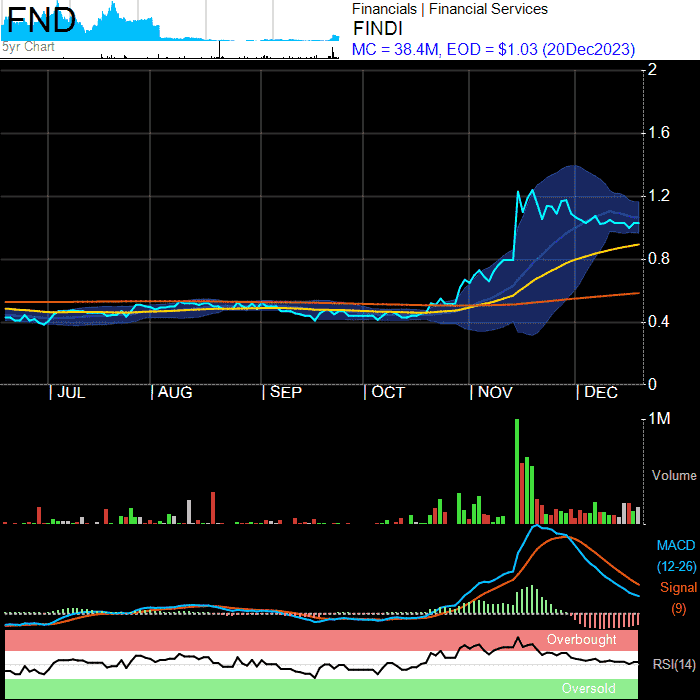 FND
5yr Chart
Financials | Financial Services
FINDI
MC = 38.4M, EOD = $1.03 (20Dec2023)
2
1.6
1.2
0.8
0.4
0
| JUL | AUG | SEP | OCT | NOV | DEC
1M
Volume
MACD
(12-26)
Signal
(9)
Overbought
RSI(14)
Oversold